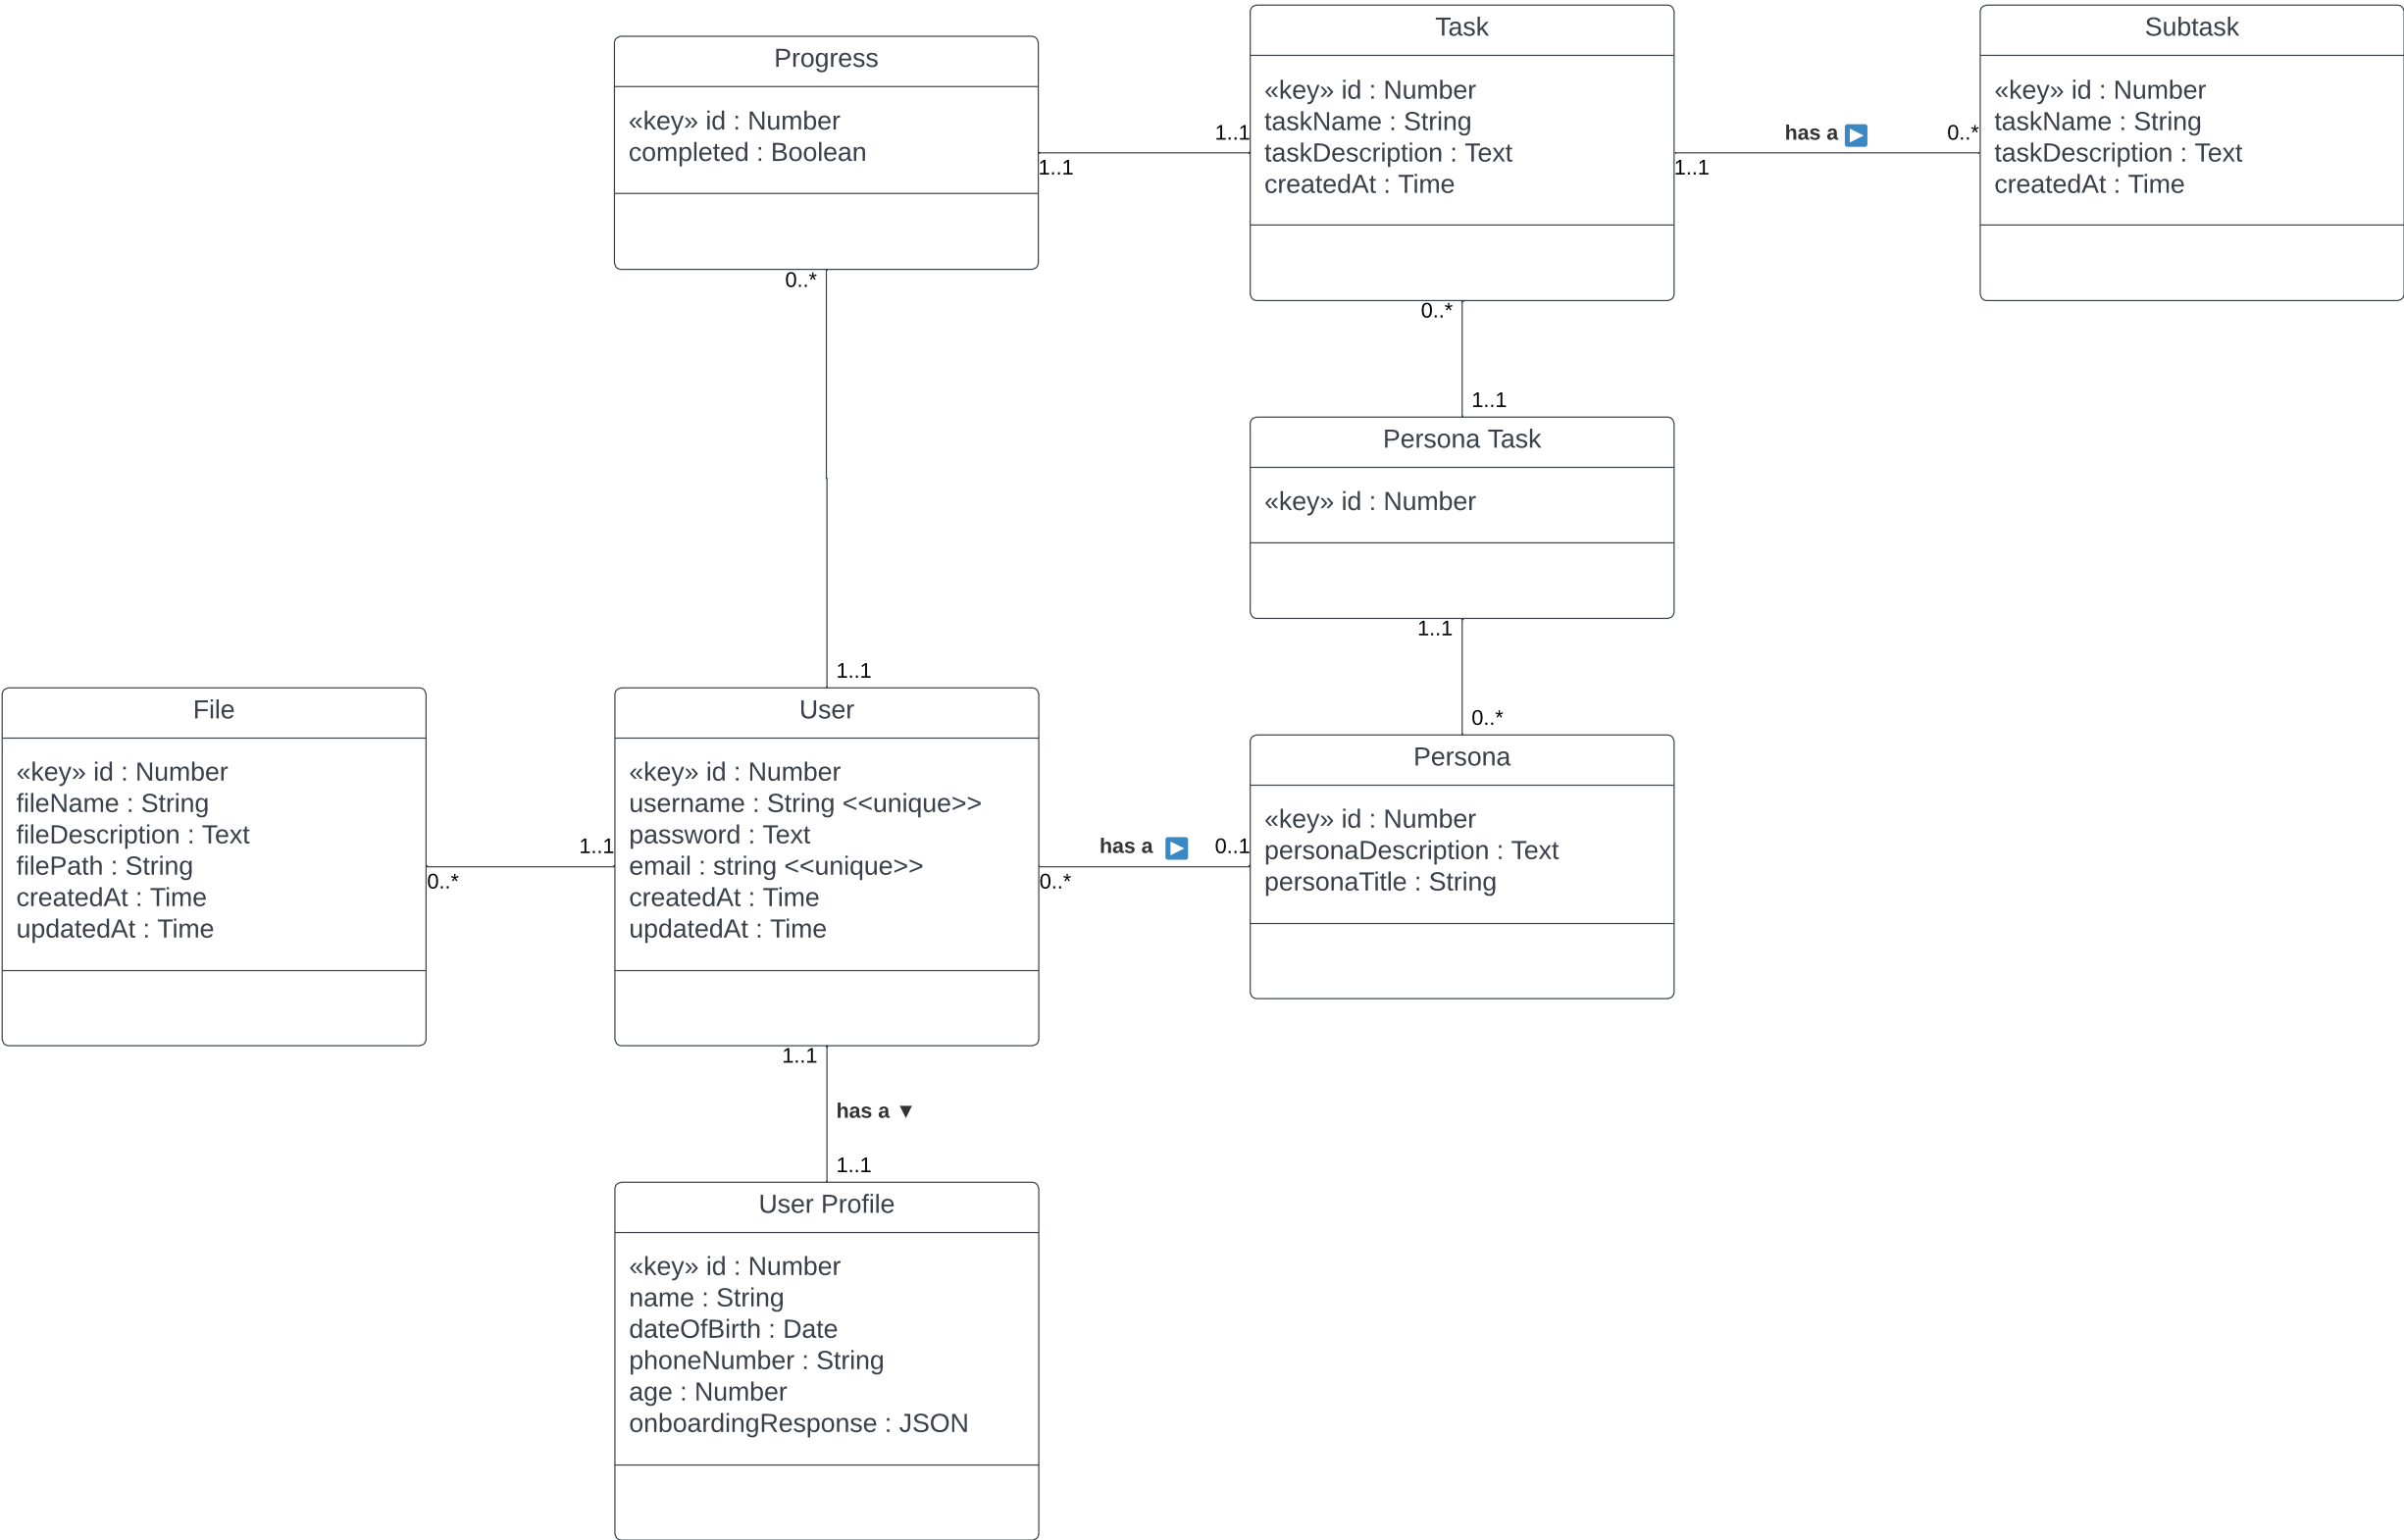 Progress
«key» id : Number
completed : Boolean
Task
«key» id : Number
taskName : String
taskDescription : Text
createdAt : Time
Subtask
«key» id : Number
taskName : String
taskDescription : Text
createdAt : Time
1..1
1..1
has a ▶
0..*
1..1
0..*
0..*
1..1
Persona Task
«key» id : Number
1..1
0..*
1..1
File
«key» id : Number
fileName : String
fileDescription : Text
filePath : String
createdAt : Time
updatedAt : Time
1..1
0..*
User
«key» id : Number
username : String <<unique>>
password : Text
email : string <<unique>>
createdAt : Time
updatedAt : Time
has a ▶
0..1
0..*
Persona
«key» id : Number
personaDescription : Text
personaTitle : String
1..1
has a ▼
1..1
User Profile
«key» id : Number
name : String
dateOfBirth : Date
phoneNumber : String
age : Number
onboardingResponse : JSON